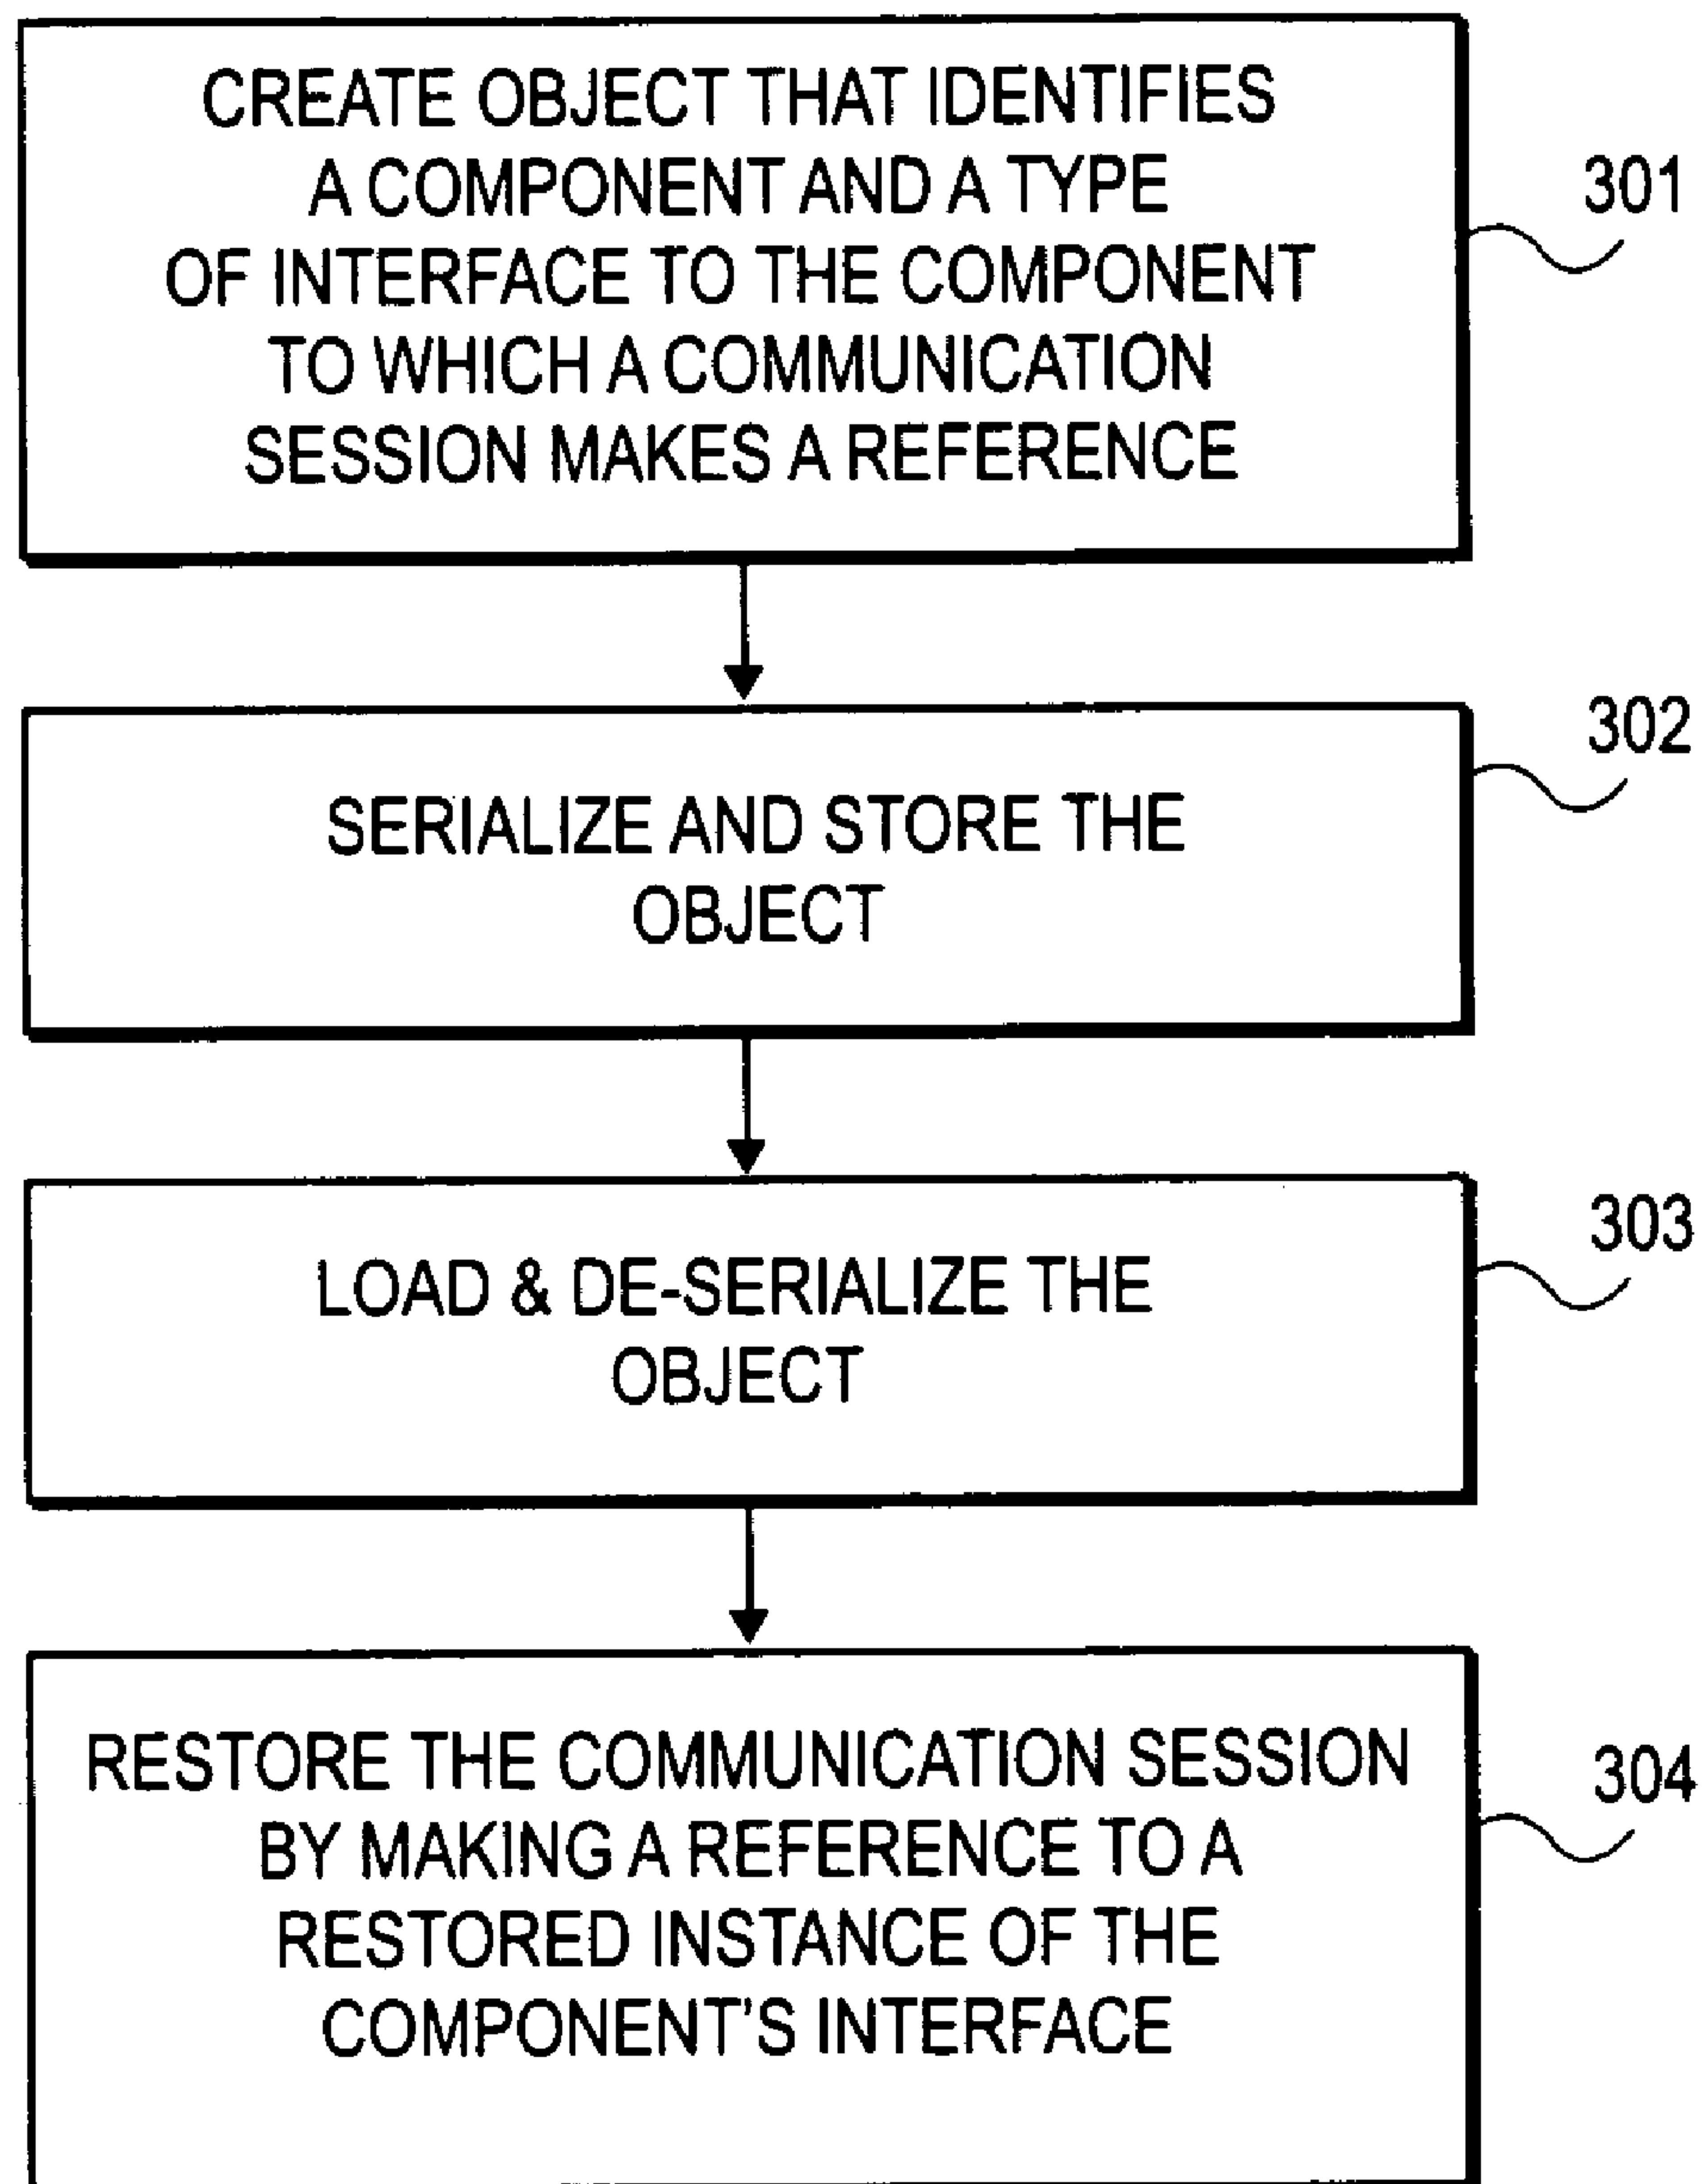 CREATE OBJECT THAT IDENTIFIES
A COMPONENT AND A TYPE
OF INTERFACE TO THE COMPONENT
TO WHICH A COMMUNICATION
SESSION MAKES A REFERENCE
301
302
SERIALIZE AND STORE THE
OBJECT
303
LOAD & DE-SERIALIZE THE
OBJECT
304
RESTORE THE COMMUNICATION SESSION
BY MAKING A REFERENCE TO A
RESTORED INSTANCE OF THE
COMPONENT'S INTERFACE